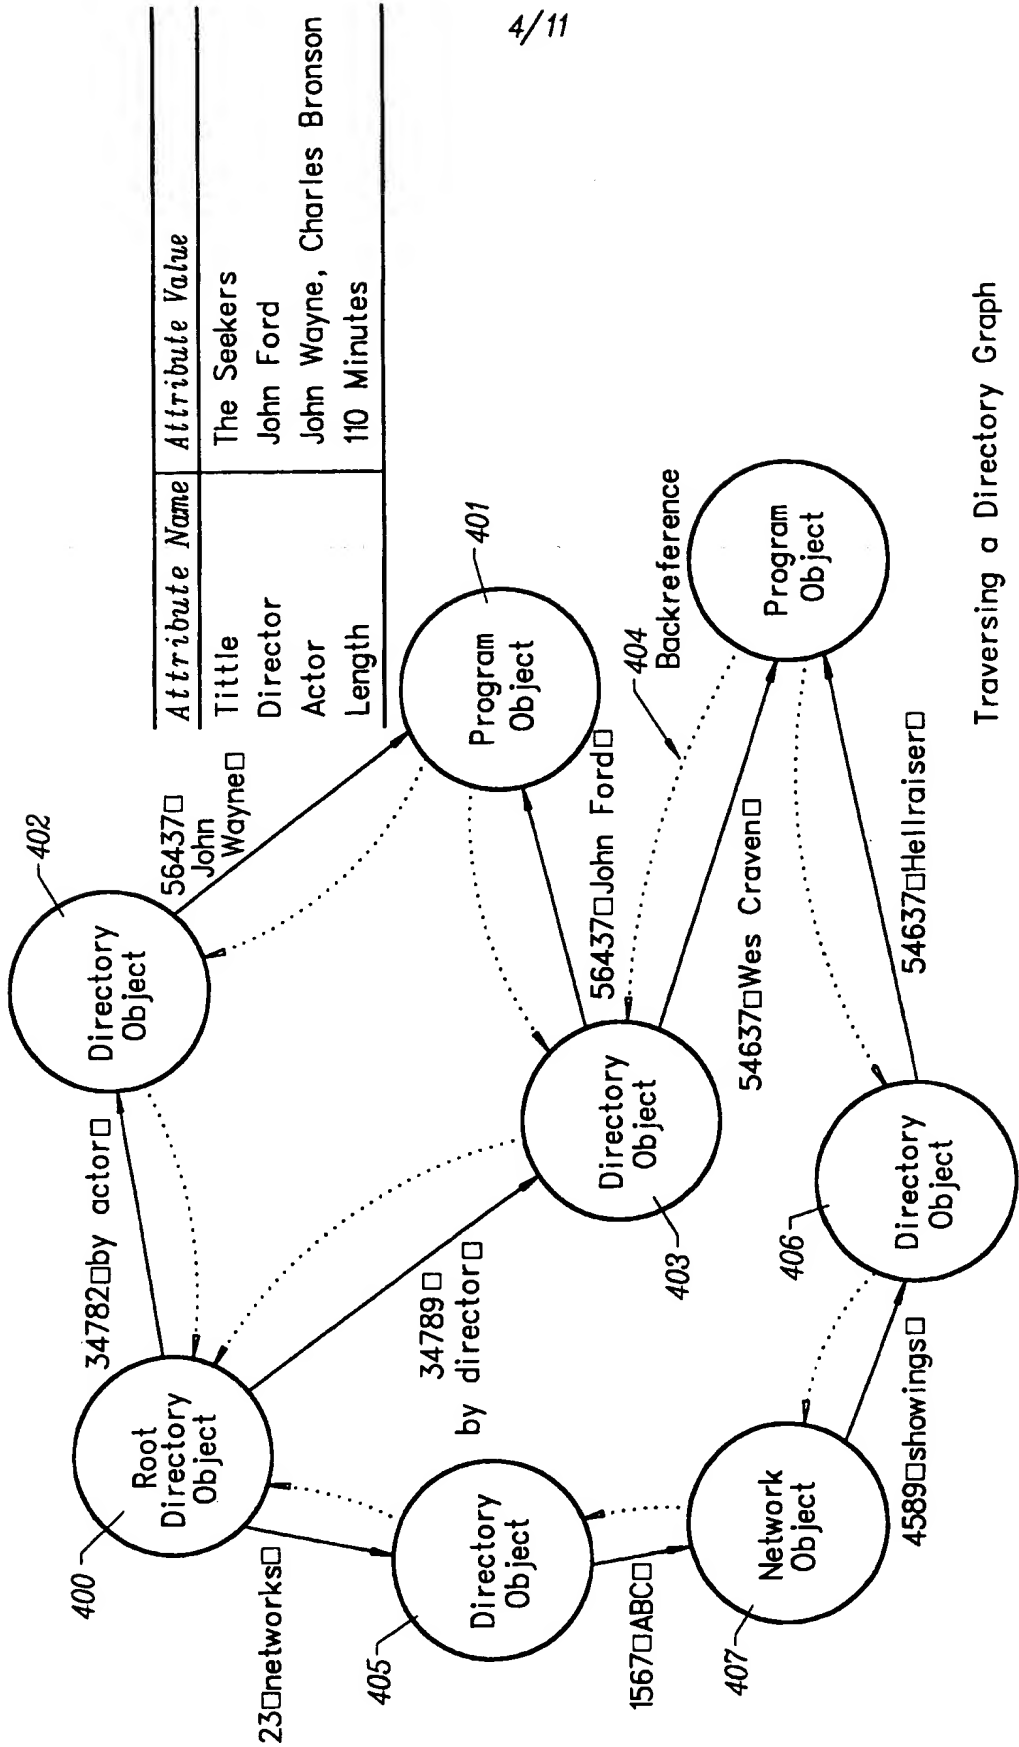 4/11
Attribute Name Attribute Value
Tittle The Seekers
Director John Ford
Actor John Wayne, Charles Bronson
Length 110 Minutes
402
56437□
John
Wayne□
Directory
Object
34782□by actor□
400
Root
Directory
Object
401
Program
Object
56437□John Ford□
34789□
by director□
Directory
Object
403
404
Backreference
Program
Object
54637□Wes Craven□
54637□Hellraiser□
23□networks□
405
Directory
Object
1567□ABC□
407
Network
Object
4589□showings□
406
Directory
Object
Traversing a Directory Graph